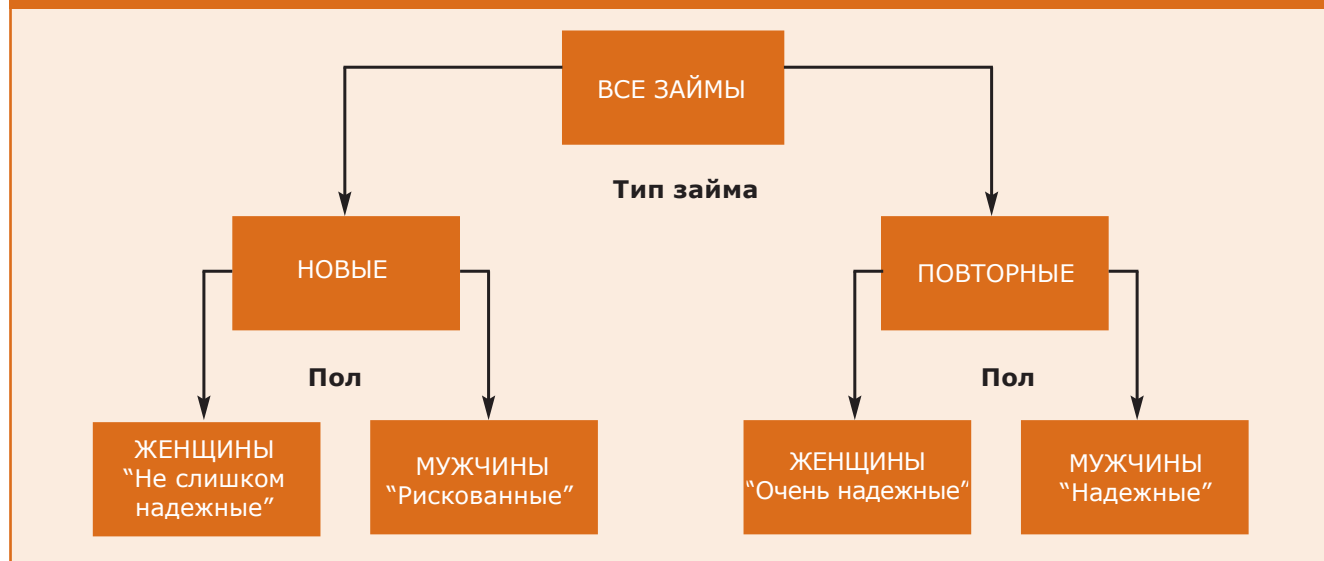 ВСЕ ЗАЙМЫ
Тип займа
НОВЫЕ
ПОВТОРНЫЕ
Пол
Пол
ЖЕНЩИНЫ
“Не слишком
надежные”
МУЖЧИНЫ
“Рискованные”
ЖЕНЩИНЫ
“Очень надежные”
МУЖЧИНЫ
“Надежные”